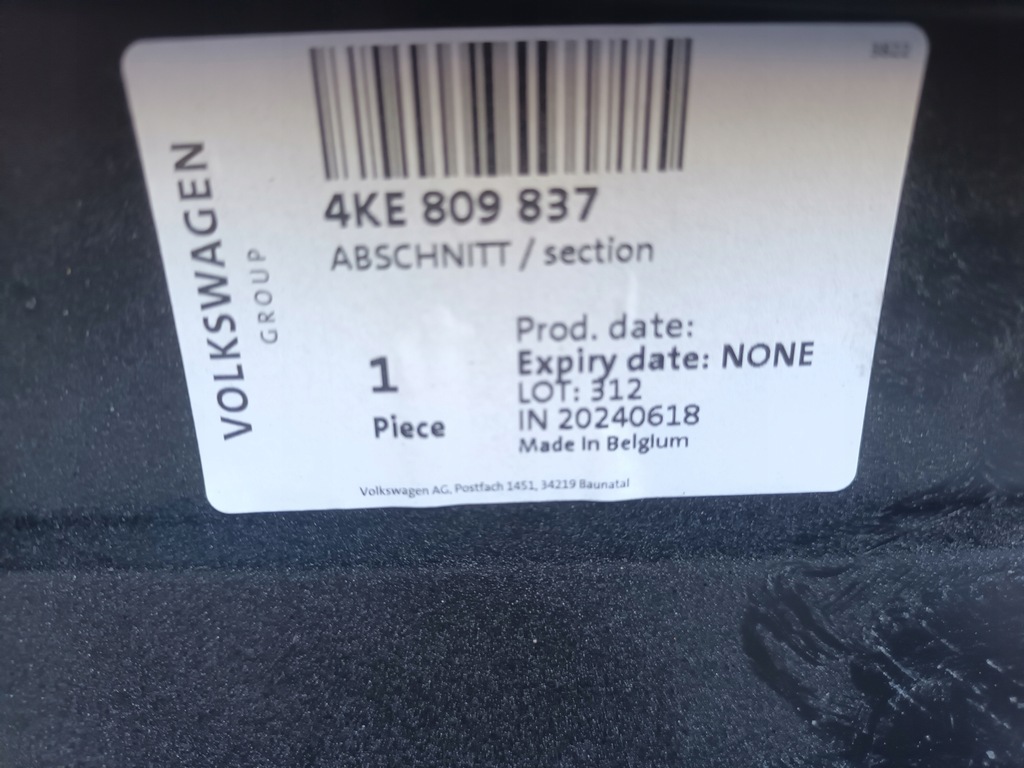 VOLKSWAGEN
GROUP
4KE 809 837
ABSCHNITT / section
1
Piece
Prod. date:
Expiry date: NONE
LOT: 312
IN 20240618
Made In Belgium
Volkswagen AG, Postfach 1451, 34219 Baunatal